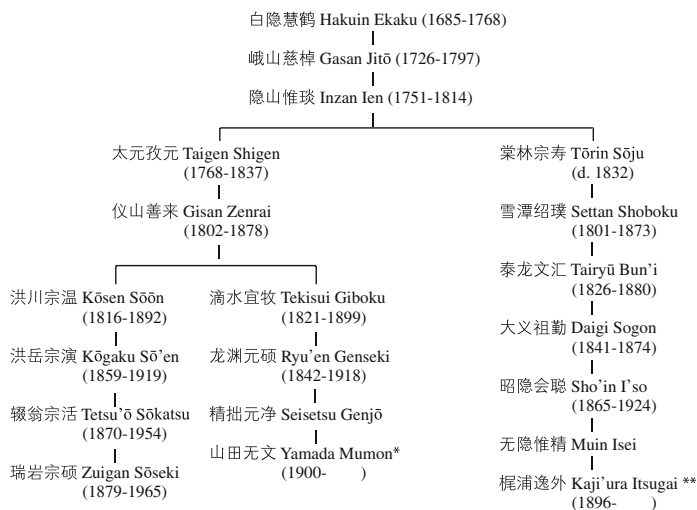 白隐慧鹤 Hakuin Ekaku (1685-1768)
峨山慈棹 Gasan Jitō (1726-1797)
隐山惟琰 Inzan Ien (1751-1814)
太元孜元 Taigen Shigen
(1768-1837)
仪山善来 Gisan Zenrai
(1802-1878)
洪川宗温 Kōsen Sōōn
(1816-1892)
洪岳宗演 Kōgaku Sō'en
(1859-1919)
辍翁宗活 Tetsu'ō Sōkatsu
(1870-1954)
瑞岩宗硕 Zuigan Sōseki
(1879-1965)
滴水宜牧 Tekisui Giboku
(1821-1899)
龙渊元硕 Ryu'en Genseki
(1842-1918)
精拙元净 Seisetsu Genjō
山田无文 Yamada Mumon*
(1900- )
棠林宗寿 Tōrin Sōju
(d. 1832)
雪潭绍璞 Settan Shoboku
(1801-1873)
泰龙文汇 Tairyū Bun'i
(1826-1880)
大义祖勤 Daigi Sogon
(1841-1874)
昭隐会聪 Sho'in I'so
(1865-1924)
无隐惟精 Muin Isei
梶浦逸外 Kaji'ura Itsugai **
(1896- )